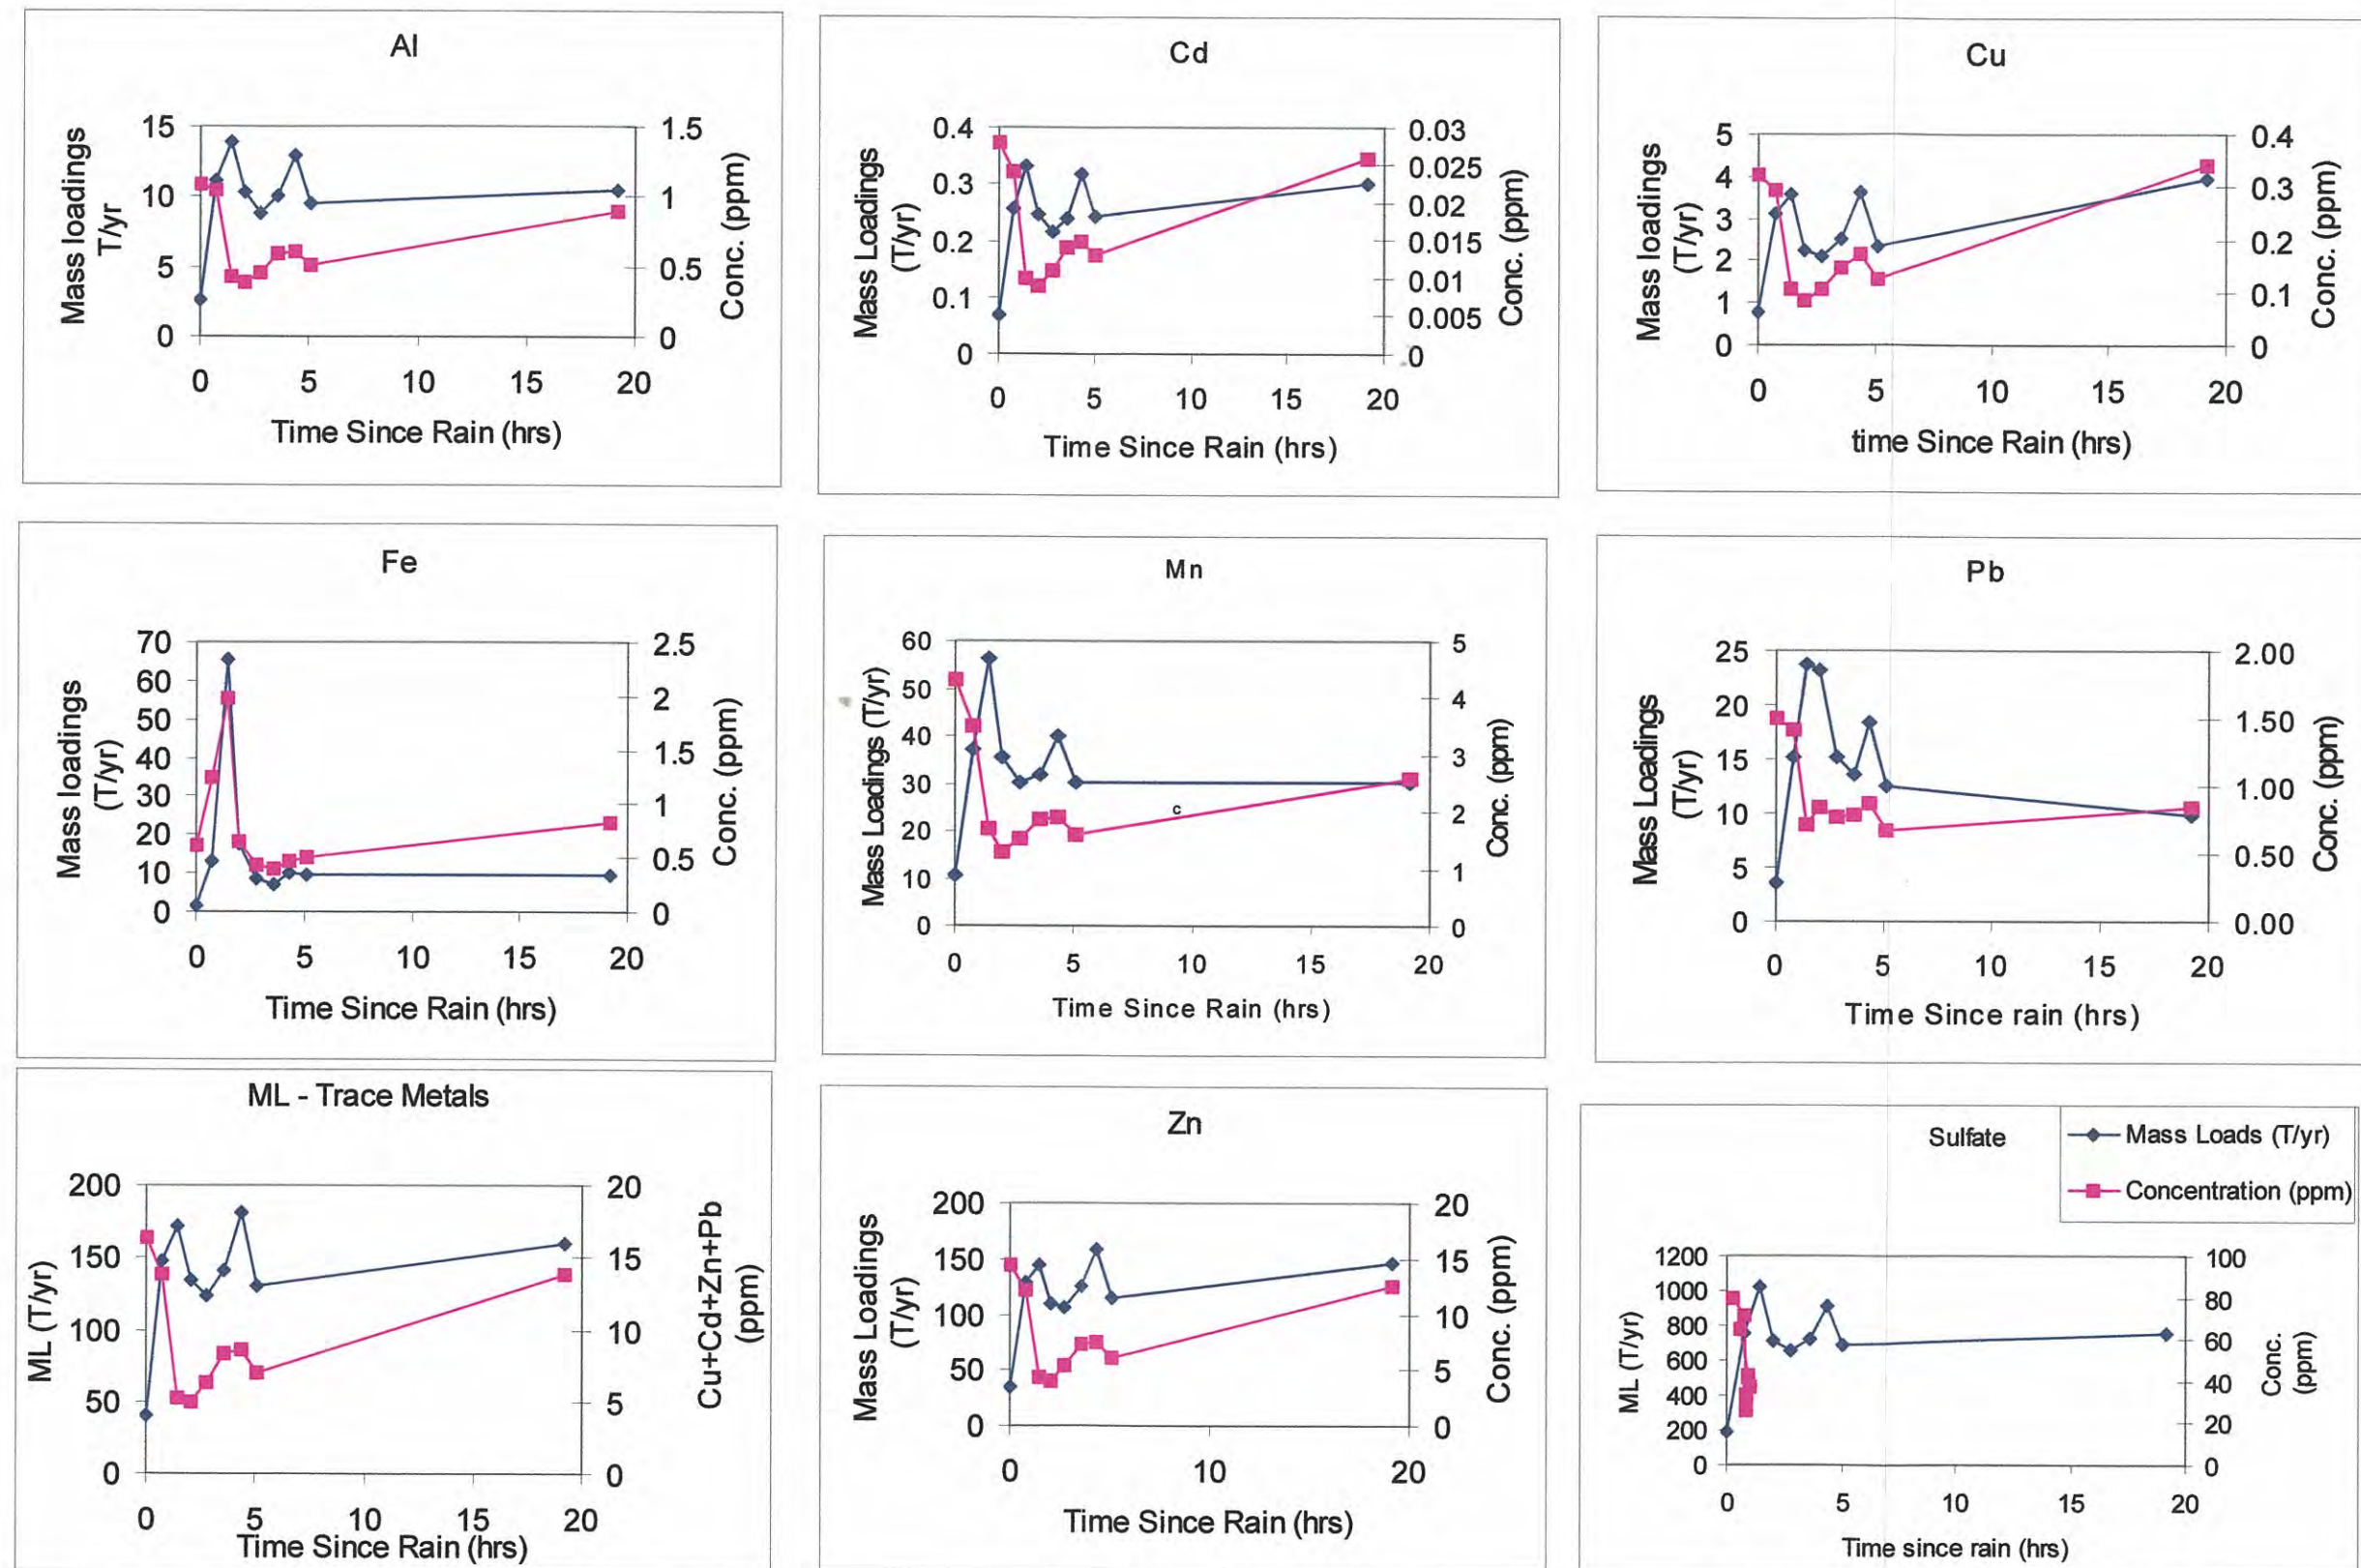 Al
Mass loadings
T/yr
15
10
5
0
1.5
1
0.5
0
Conc. (ppm)
0 5 10 15 20
Time Since Rain (hrs)
Cd
Mass Loadings
(T/yr)
0.4
0.3
0.2
0.1
0
0.03
0.025
0.02
0.015
0.01
0.005
0
Conc. (ppm)
0 5 10 15 20
Time Since Rain (hrs)
Cu
Mass loadings
(T/yr)
5
4
3
2
1
0
0.4
0.3
0.2
0.1
0
Conc. (ppm)
0 5 10 15 20
time Since Rain (hrs)
Fe
Mass loadings
(T/yr)
70
60
50
40
30
20
10
0
2.5
2
1.5
1
0.5
0
Conc. (ppm)
0 5 10 15 20
Time Since Rain (hrs)
Mn
Mass Loadings (T/yr)
60
50
40
30
20
10
0
c
5
4
3
2
1
0
Conc. (ppm)
0 5 10 15 20
Time Since Rain (hrs)
Pb
Mass Loadings
(T/yr)
25
20
15
10
5
0
2.00
1.50
1.00
0.50
0.00
Conc. (ppm)
0 5 10 15 20
Time Since rain (hrs)
ML - Trace Metals
ML (T/yr)
200
150
100
50
0
20
15
10
5
0
Cu+Cd+Zn+Pb
(ppm)
0 5 10 15 20
Time Since Rain (hrs)
Zn
Mass Loadings
(T/yr)
200
150
100
50
0
20
15
10
5
0
Conc. (ppm)
0 10 20
Time Since Rain (hrs)
Sulfate
Mass Loads (T/yr)
Concentration (ppm)
ML (T/yr)
1200
1000
800
600
400
200
0
100
80
60
40
20
0
Conc.
(ppm)
0 5 10 15 20
Time since rain (hrs)